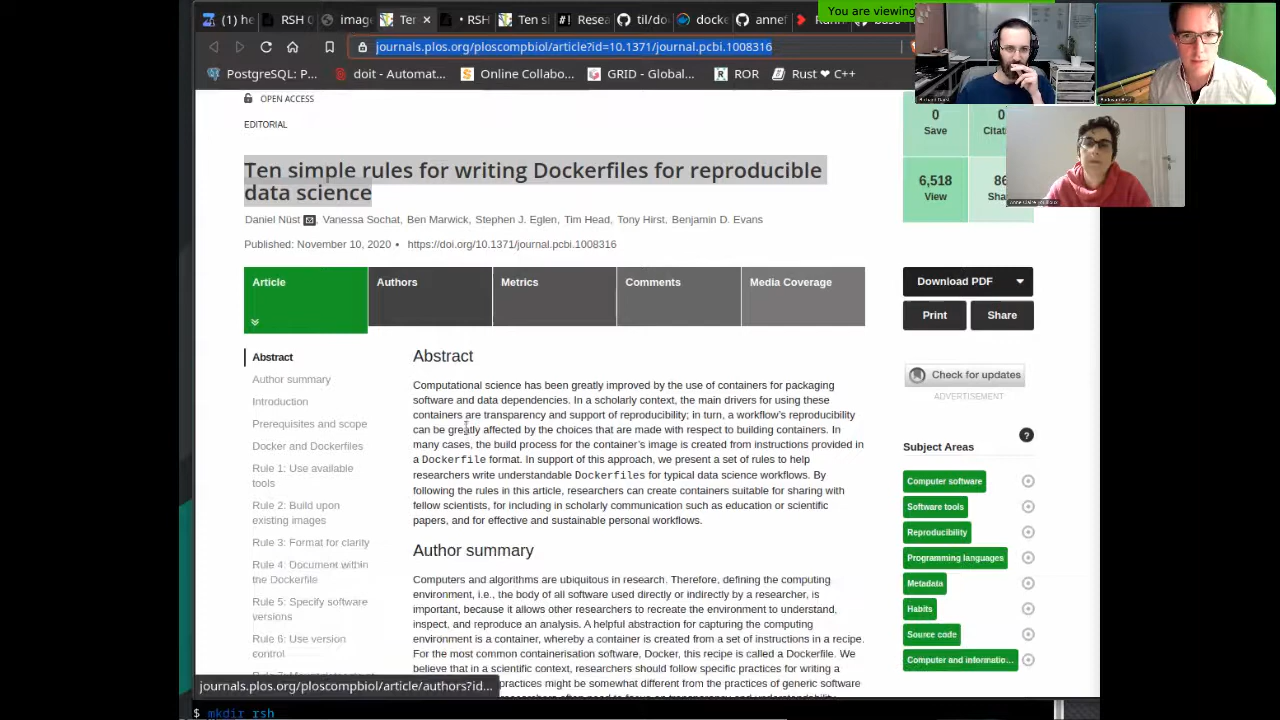 (1) he
RSH
imag
Ter
• RSH
Ten si
Resea
til/do
docke
annef
You are viewing
journals.plos.org/ploscompbiol/article?id=10.1371/journal.pcbi.1008316
PostgreSQL: P...
doit - Automat...
Online Collabo...
GRID - Global...
ROR
Rust ❤ C++
OPEN ACCESS
EDITORIAL
Ten simple rules for writing Dockerfiles for reproducible
data science
Daniel Nüst, Vanessa Sochat, Ben Marwick, Stephen J. Eglen, Tim Head, Tony Hirst, Benjamin D. Evans
Published: November 10, 2020 • https://doi.org/10.1371/journal.pcbi.1008316
0
Save
0
Citat
6,518
View
86
Sha
Article
Authors
Metrics
Comments
Media Coverage
Download PDF
Print
Share
Check for updates
ADVERTISEMENT
Abstract
Author summary
Introduction
Prerequisites and scope
Docker and Dockerfiles
Rule 1: Use available
tools
Rule 2: Build upon
existing images
Rule 3: Format for clarity
Rule 4: Document within
the Dockerfile
Rule 5: Specify software
versions
Rule 6: Use version
control
Abstract
Computational science has been greatly improved by the use of containers for packaging
software and data dependencies. In a scholarly context, the main drivers for using these
containers are transparency and support of reproducibility; in turn, a workflow's reproducibility
can be greatly affected by the choices that are made with respect to building containers. In
many cases, the build process for the container's image is created from instructions provided in
a Dockerfile format. In support of this approach, we present a set of rules to help
researchers write understandable Dockerfiles for typical data science workflows. By
following the rules in this article, researchers can create containers suitable for sharing with
fellow scientists, for including in scholarly communication such as education or scientific
papers, and for effective and sustainable personal workflows.
Author summary
Computers and algorithms are ubiquitous in research. Therefore, defining the computing
environment, i.e., the body of all software used directly or indirectly by a researcher, is
important, because it allows other researchers to recreate the environment to understand,
inspect, and reproduce an analysis. A helpful abstraction for capturing the computing
environment is a container, whereby a container is created from a set of instructions in a recipe.
For the most common containerisation software, Docker, this recipe is called a Dockerfile. We
believe that in a scientific context, researchers should follow specific practices for writing a
practices might be somewhat different from the practices of generic software
Subject Areas
?
Computer software
Software tools
Reproducibility
Programming languages
Metadata
Habits
Source code
Computer and informatio...
journals.plos.org/ploscompbiol/article/authors?id...
$ mkdir rsh